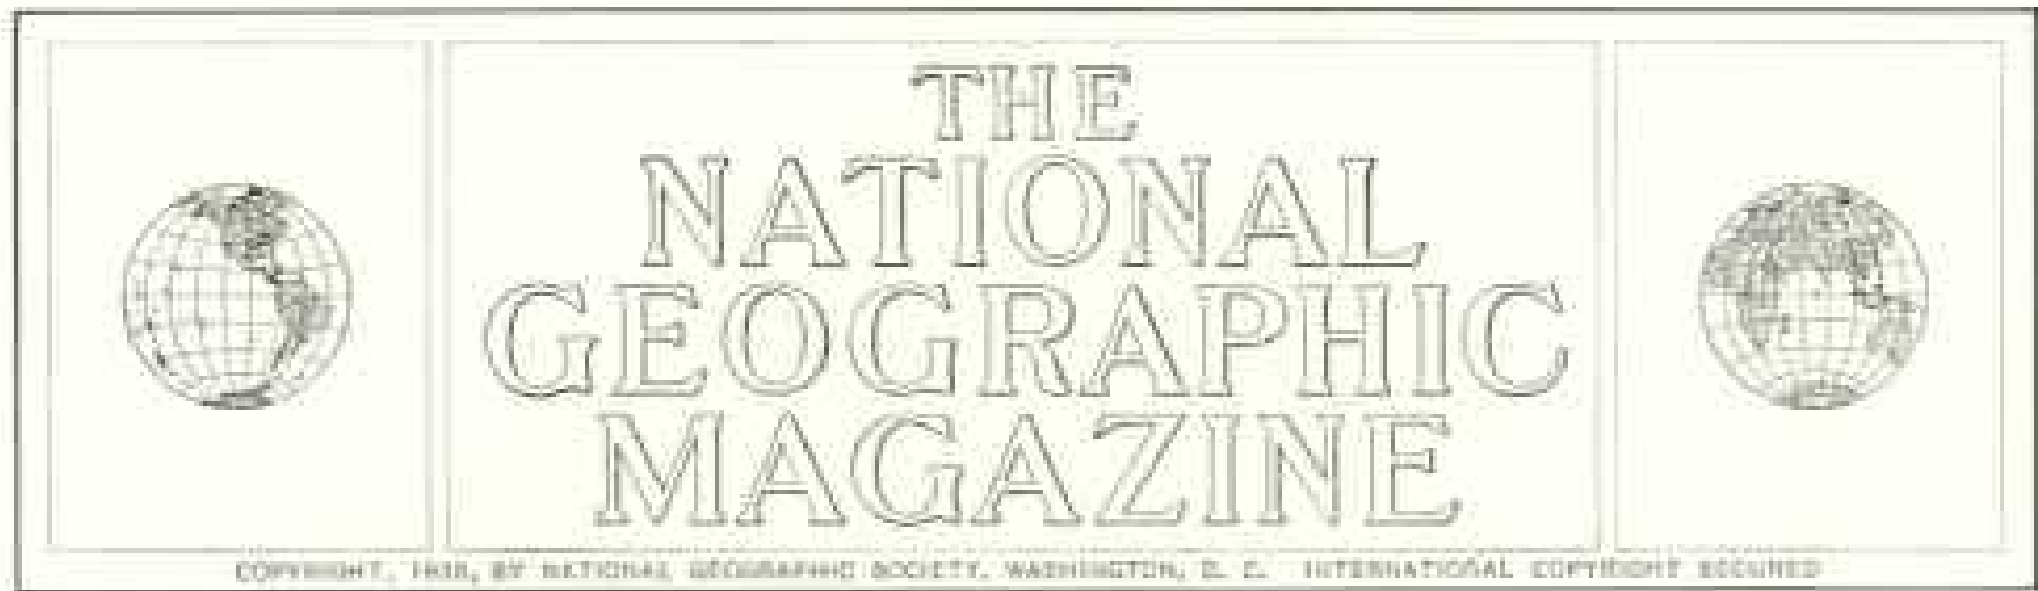 THE
NATIONAL
GEOGRAPHIC
MAGAZINE
COPYRIGHT, BY NATIONAL GEOGRAPHIC SOCIETY, WASHINGTON, D. C. INTERNATIONAL COPYRIGHT SECURED